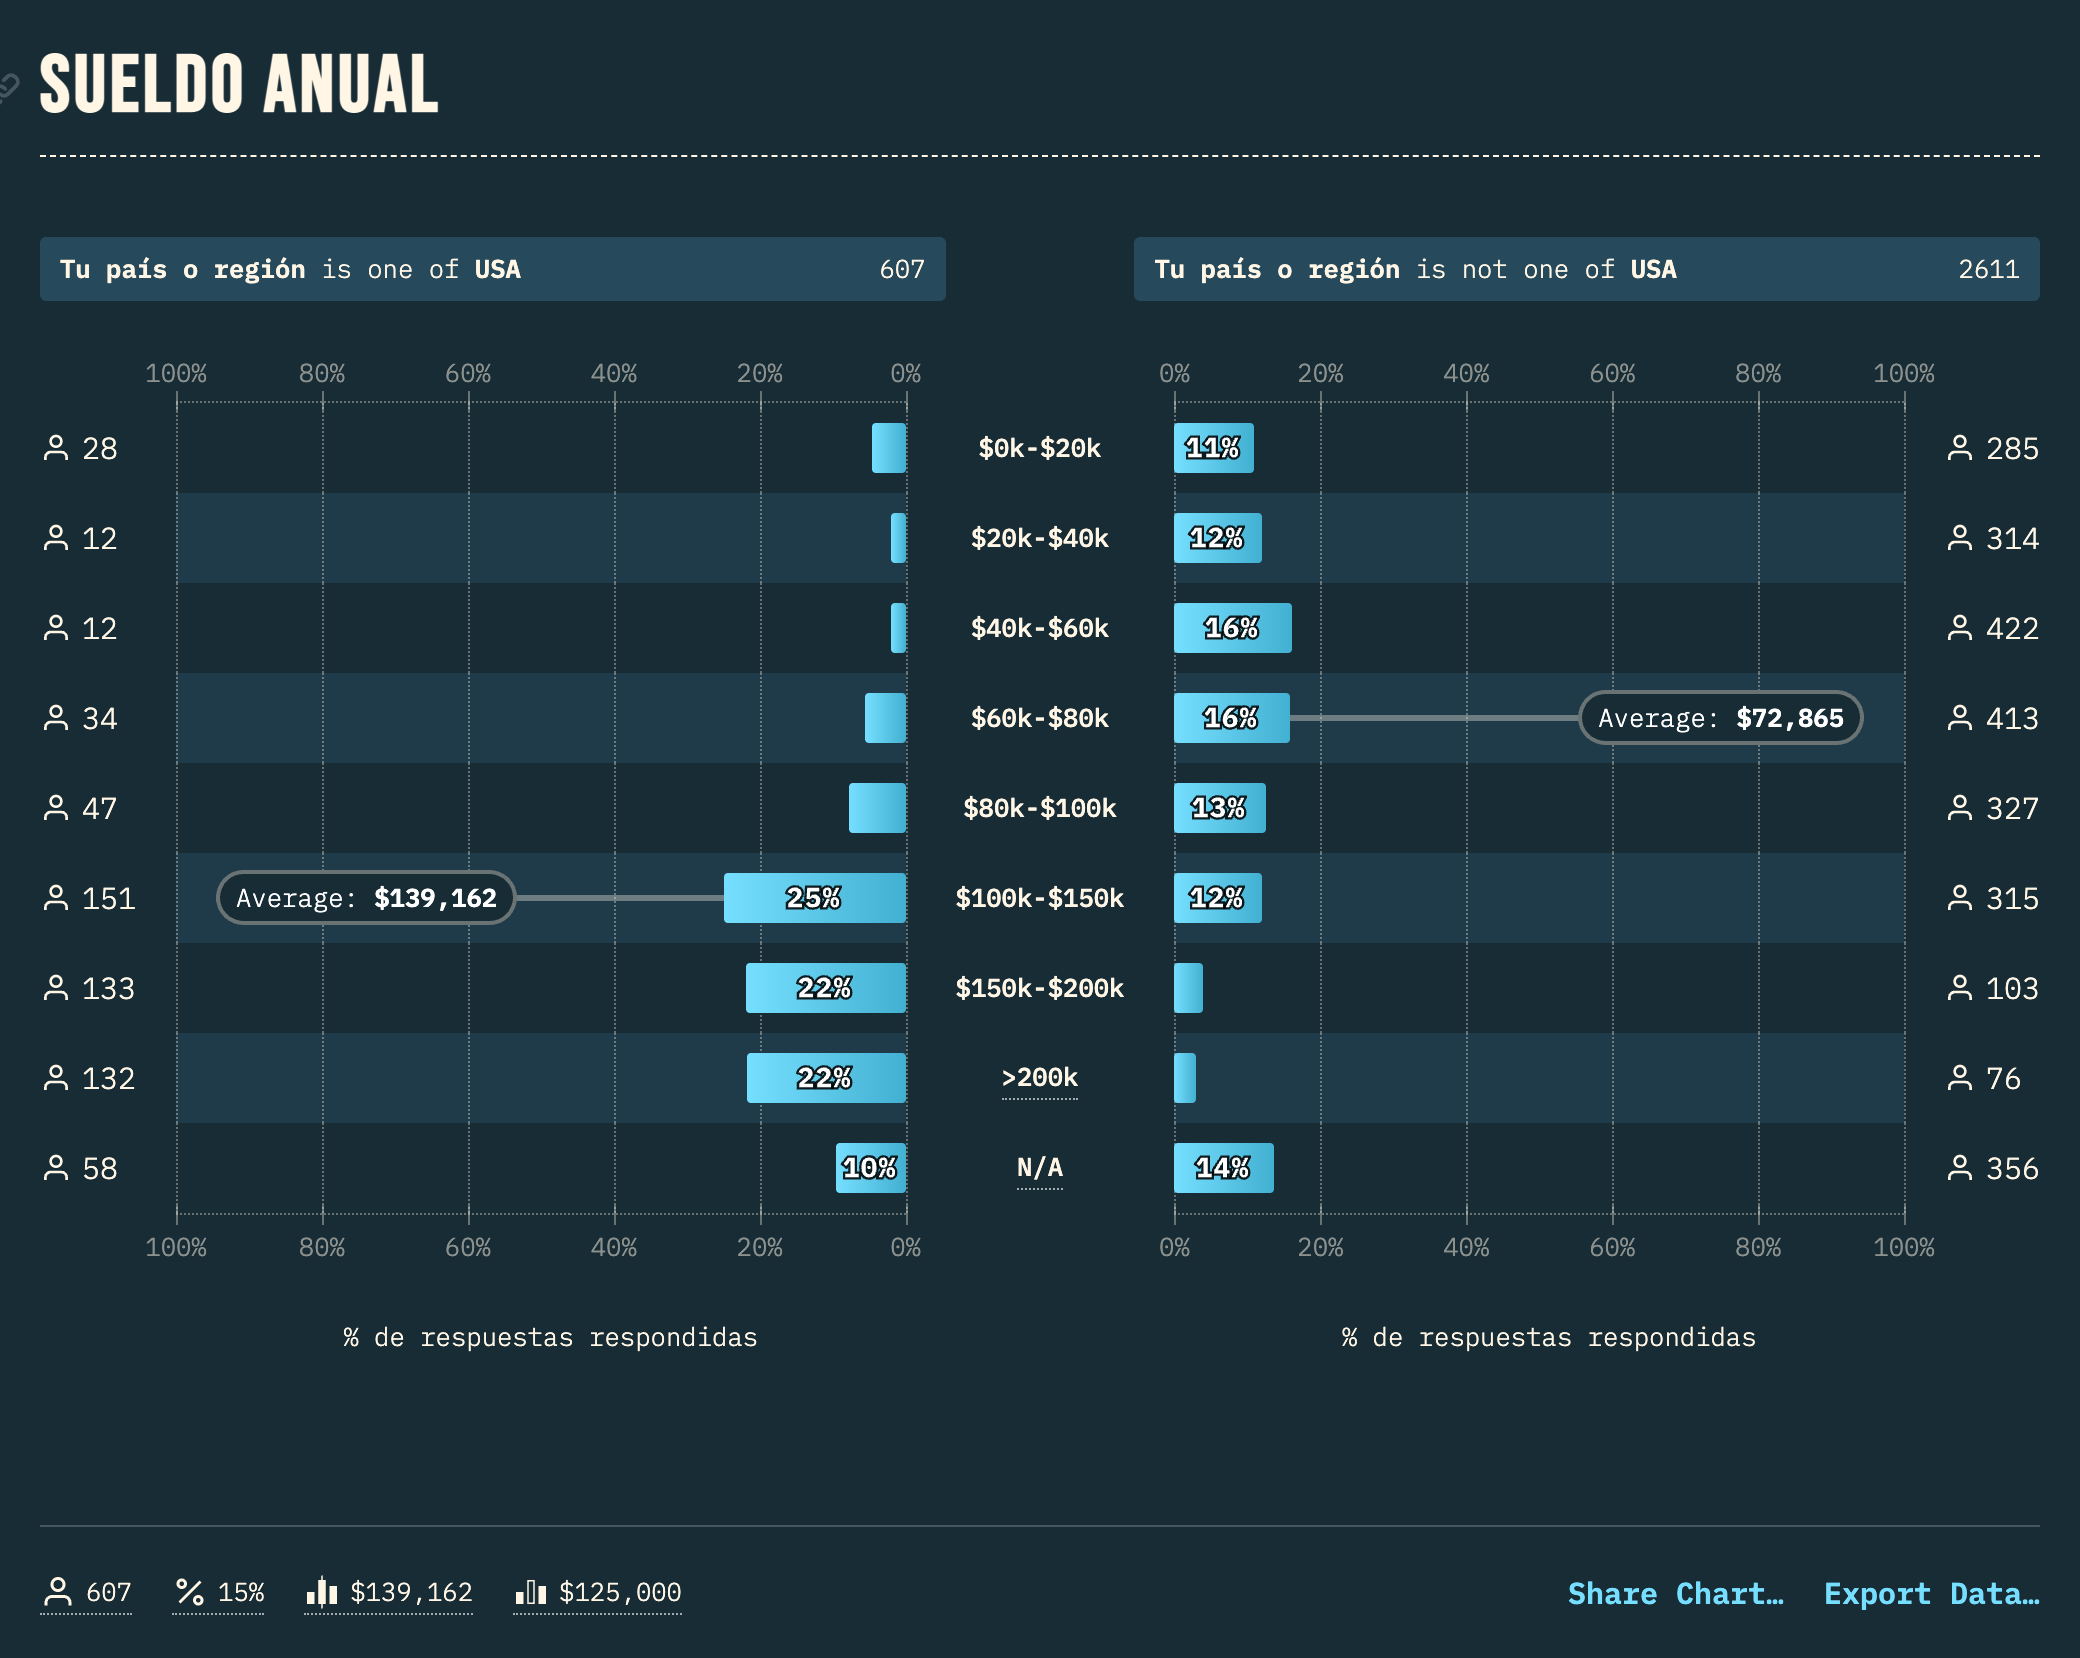 SUELDO ANUAL
Tu país o región is one of USA 607
Tu país o región is not one of USA 2611
100% 80% 60% 40% 20% 0%
0% 20% 40% 60% 80% 100%
28 $0k-$20k 11% 285
12 $20k-$40k 12% 314
12 $40k-$60k 16% 422
34 $60k-$80k 16% Average: $72,865 413
47 $80k-$100k 13% 327
151 Average: $139,162 25% $100k-$150k 12% 315
133 22% $150k-$200k 103
132 22% >200k 76
58 10% N/A 14% 356
100% 80% 60% 40% 20% 0%
0% 20% 40% 60% 80% 100%
% de respuestas respondidas
% de respuestas respondidas
607 15% $139,162 $125,000 Share Chart… Export Data…